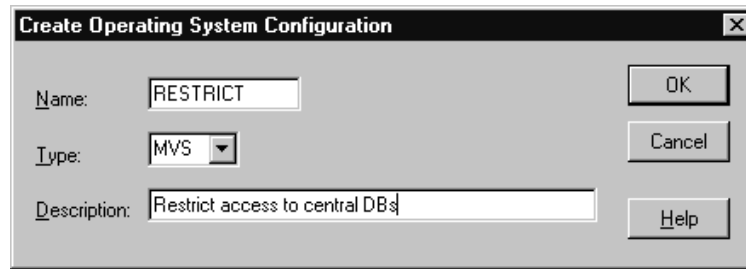 Create Operating System Configuration
Name: RESTRICT OK
Type: MVS Cancel
Description: Restrict access to central DBs Help